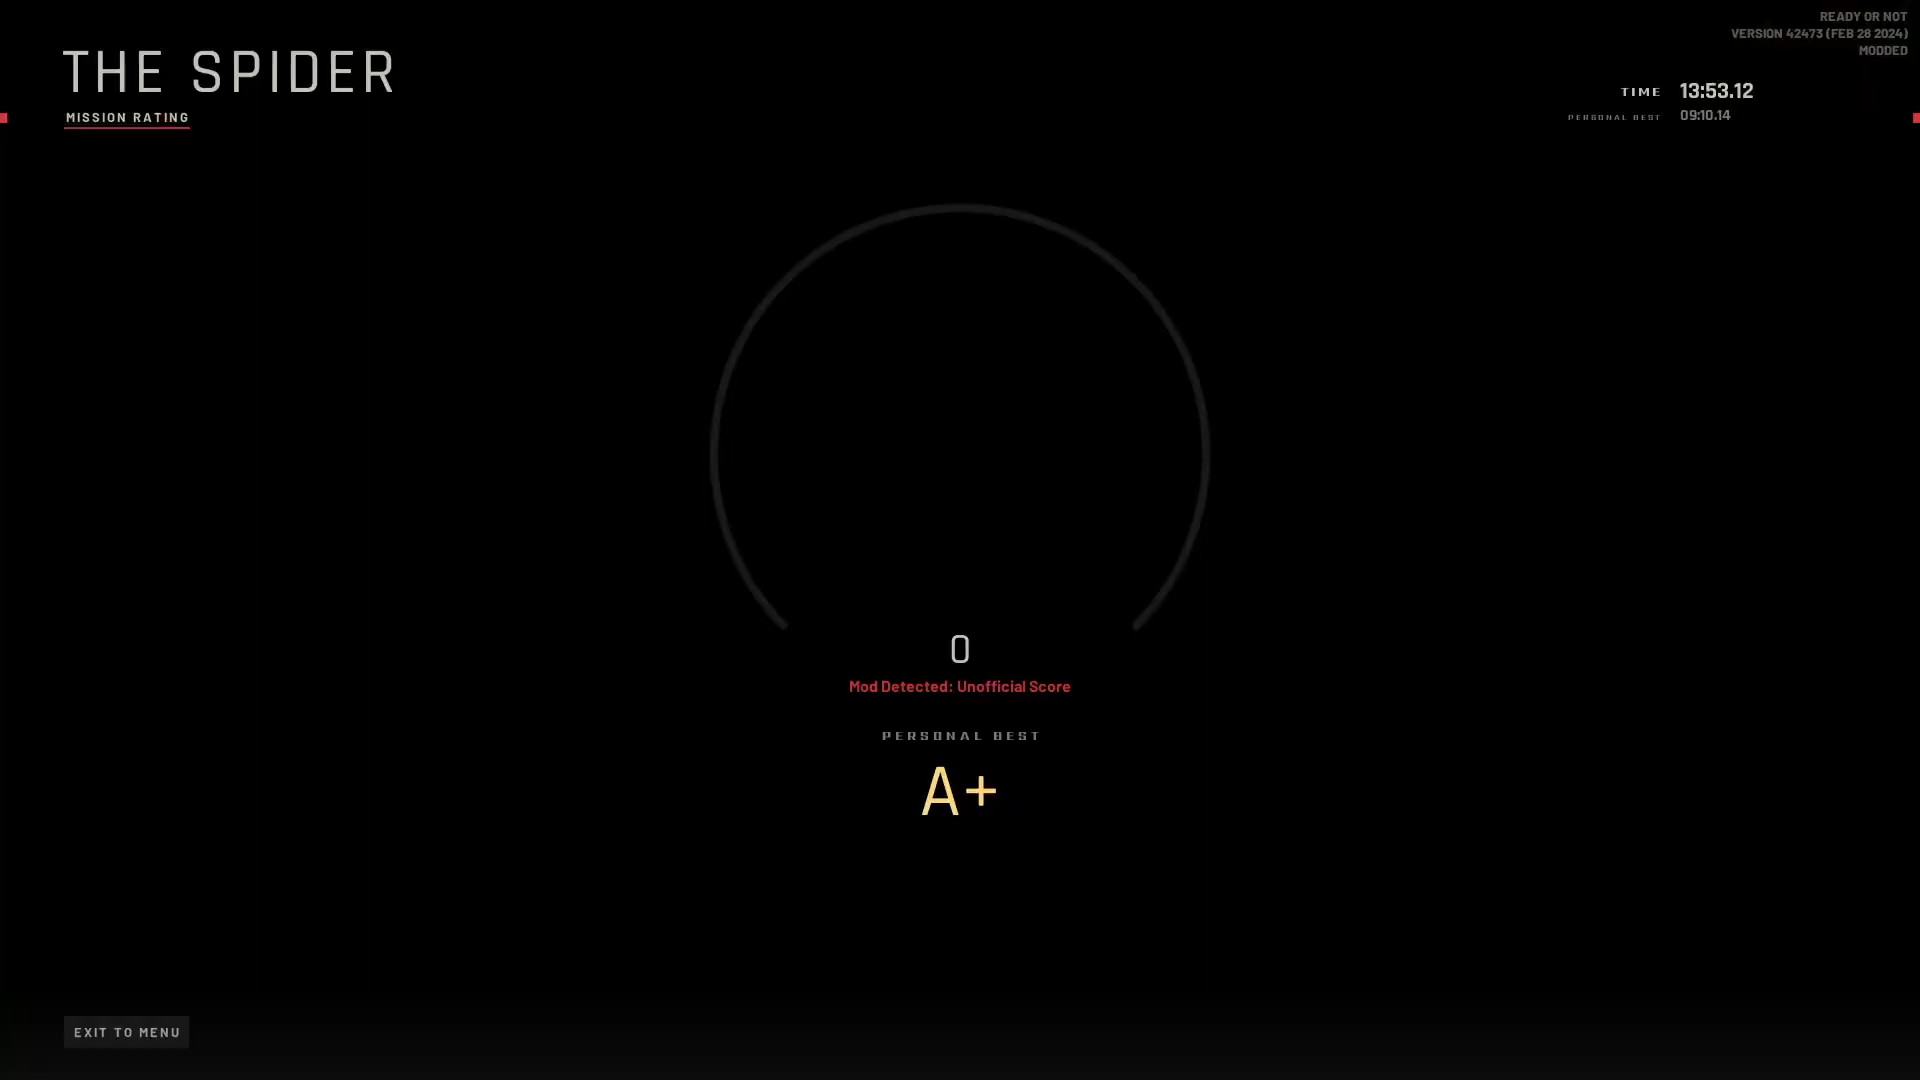 READY OR NOT
VERSION 42473 (FEB 28 2024)
MODDED
THE SPIDER
MISSION RATING
TIME 13:53.12
PERSONAL BEST 09:10.14
0
Mod Detected: Unofficial Score
PERSONAL BEST
A+
EXIT TO MENU